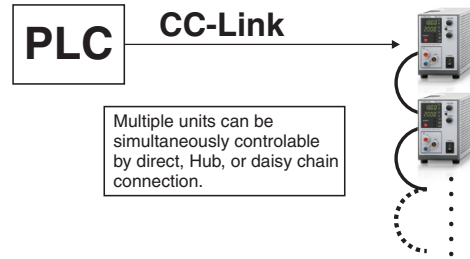 PLC
CC-Link
Multiple units can be
simultaneously controlable
by direct, Hub, or daisy chain
connection.